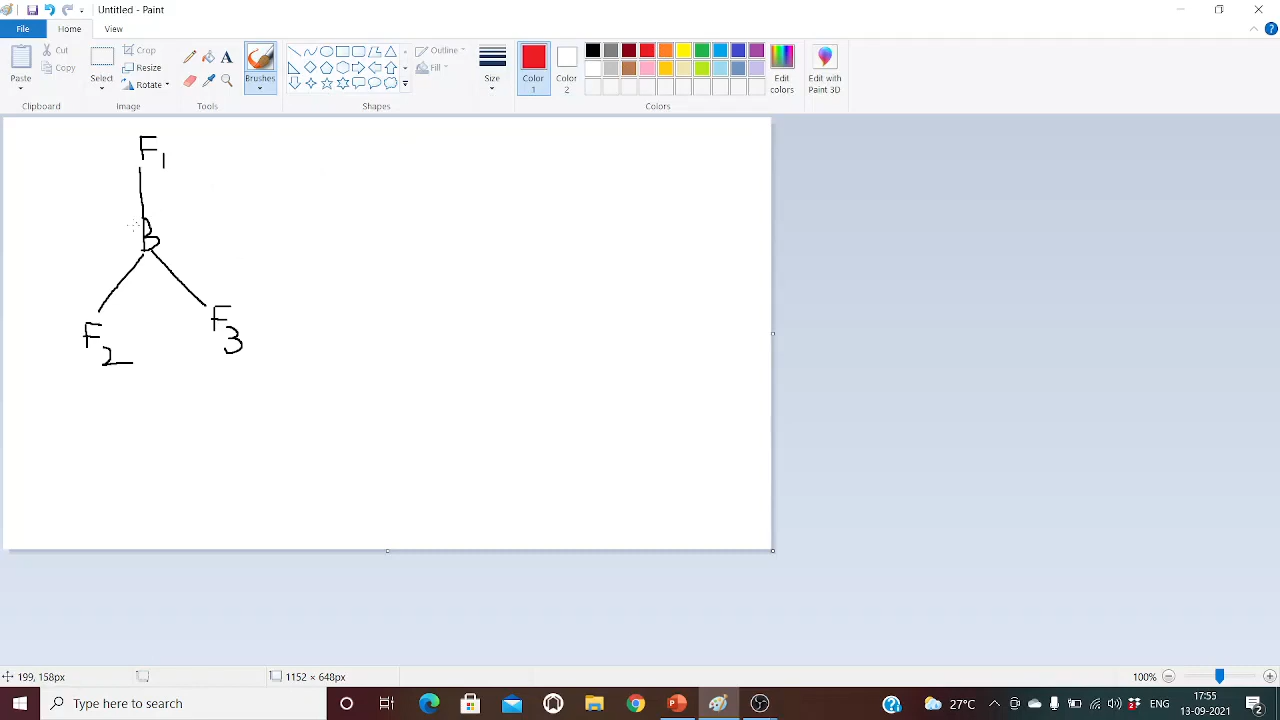 Untitled - Paint
File Home View
Paste Cut Copy Clipboard
Select Crop Resize Rotate Image
Tools
Brushes
Shapes Outline Fill
Size
Color 1
Color 2
Edit colors
Colors
Edit with Paint 3D
F1
B
F2
F3
199, 158px
1152 × 648px
100%
Type here to search
27°C
ENG
17:55
13-09-2021